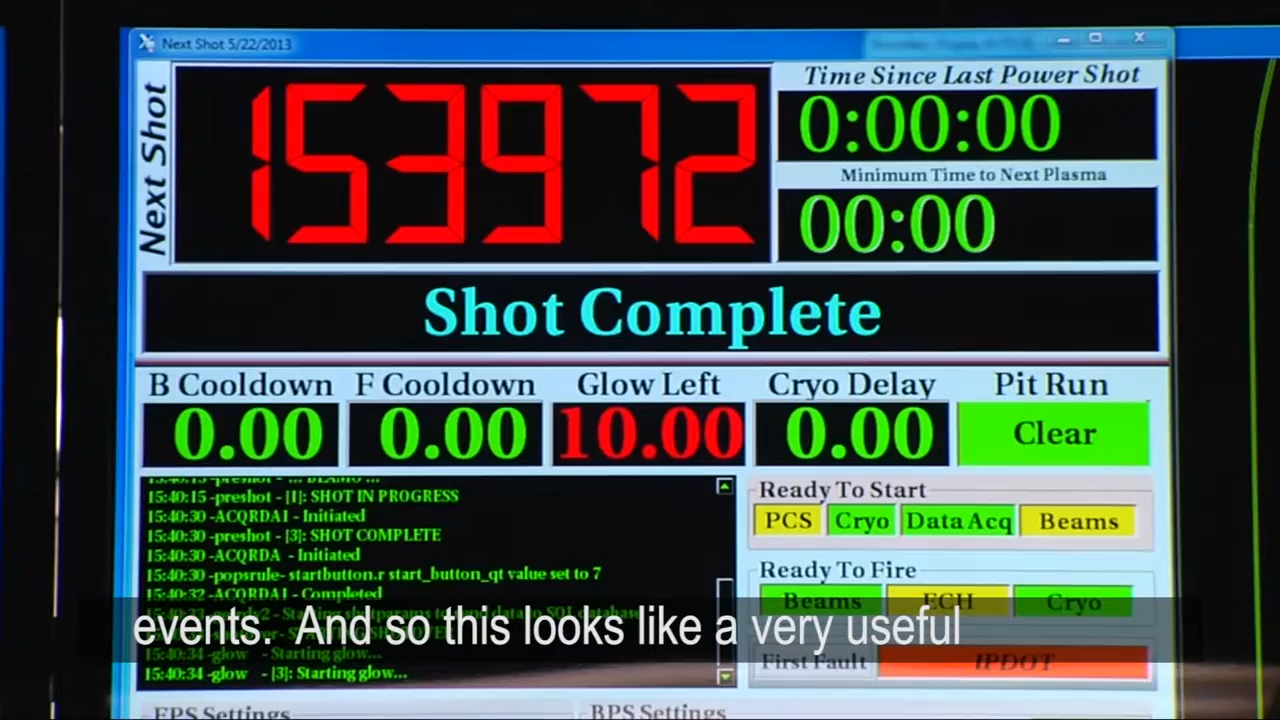 Next Shot 5/22/2013
Next Shot
153972
Time Since Last Power Shot
0:00:00
Minimum Time to Next Plasma
00:00
Shot Complete
B Cooldown F Cooldown Glow Left Cryo Delay Pit Run
0.00 0.00 10.00 0.00 Clear
15:40:15 -preshot -
15:40:15 -preshot - [1]: SHOT IN PROGRESS
15:40:30 -ACQRDA1 - Initiated
15:40:30 -preshot - [3]: SHOT COMPLETE
15:40:30 -ACQRDA - Initiated
15:40:30 -popsrule- startbutton.r start_button_qt value set to 7
15:40:32 -ACQRDA1 - Completed
15:40:34 -glow - Starting glow...
15:40:34 -glow - [3]: Starting glow...
Ready To Start
PCS Cryo Data Acq Beams
Ready To Fire
Beams ECH Cryo
First Fault IPDOT
events. And so this looks like a very useful
EPS Settings BPS Settings